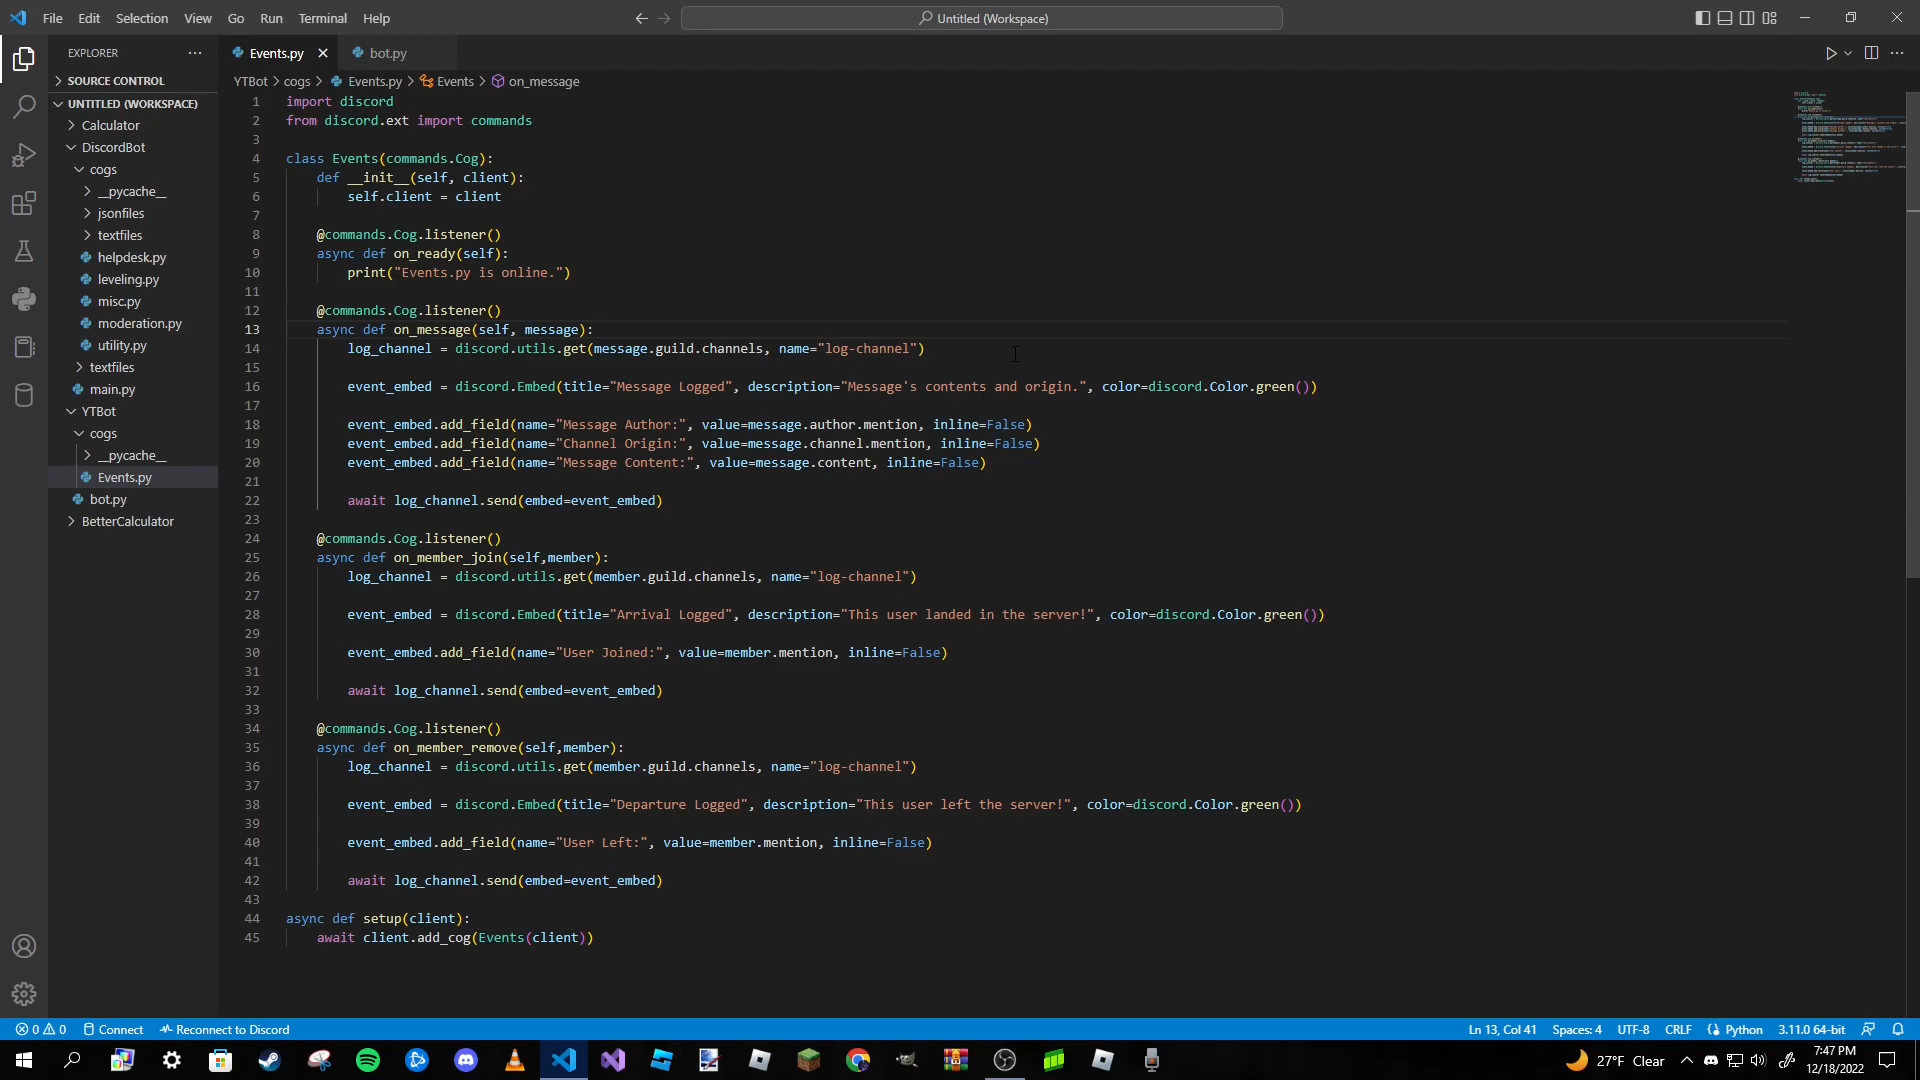 File Edit Selection View Go Run Terminal Help
Untitled (Workspace)
EXPLORER
Events.py
bot.py
SOURCE CONTROL
UNTITLED (WORKSPACE)
Calculator
DiscordBot
cogs
__pycache__
jsonfiles
textfiles
helpdesk.py
leveling.py
misc.py
moderation.py
utility.py
textfiles
main.py
YTBot
cogs
__pycache__
Events.py
bot.py
BetterCalculator
YTBot > cogs > Events.py > Events > on_message
1 import discord
2 from discord.ext import commands
3
4 class Events(commands.Cog):
5 def __init__(self, client):
6 self.client = client
7
8 @commands.Cog.listener()
9 async def on_ready(self):
10 print("Events.py is online.")
11
12 @commands.Cog.listener()
13 async def on_message(self, message):
14 log_channel = discord.utils.get(message.guild.channels, name="log-channel")
15
16 event_embed = discord.Embed(title="Message Logged", description="Message's contents and origin.", color=discord.Color.green())
17
18 event_embed.add_field(name="Message Author:", value=message.author.mention, inline=False)
19 event_embed.add_field(name="Channel Origin:", value=message.channel.mention, inline=False)
20 event_embed.add_field(name="Message Content:", value=message.content, inline=False)
21
22 await log_channel.send(embed=event_embed)
23
24 @commands.Cog.listener()
25 async def on_member_join(self,member):
26 log_channel = discord.utils.get(member.guild.channels, name="log-channel")
27
28 event_embed = discord.Embed(title="Arrival Logged", description="This user landed in the server!", color=discord.Color.green())
29
30 event_embed.add_field(name="User Joined:", value=member.mention, inline=False)
31
32 await log_channel.send(embed=event_embed)
33
34 @commands.Cog.listener()
35 async def on_member_remove(self,member):
36 log_channel = discord.utils.get(member.guild.channels, name="log-channel")
37
38 event_embed = discord.Embed(title="Departure Logged", description="This user left the server!", color=discord.Color.green())
39
40 event_embed.add_field(name="User Left:", value=member.mention, inline=False)
41
42 await log_channel.send(embed=event_embed)
43
44 async def setup(client):
45 await client.add_cog(Events(client))
0 0 Connect Reconnect to Discord Ln 13, Col 41 Spaces: 4 UTF-8 CRLF Python 3.11.0 64-bit
27°F Clear
7:47 PM
12/18/2022